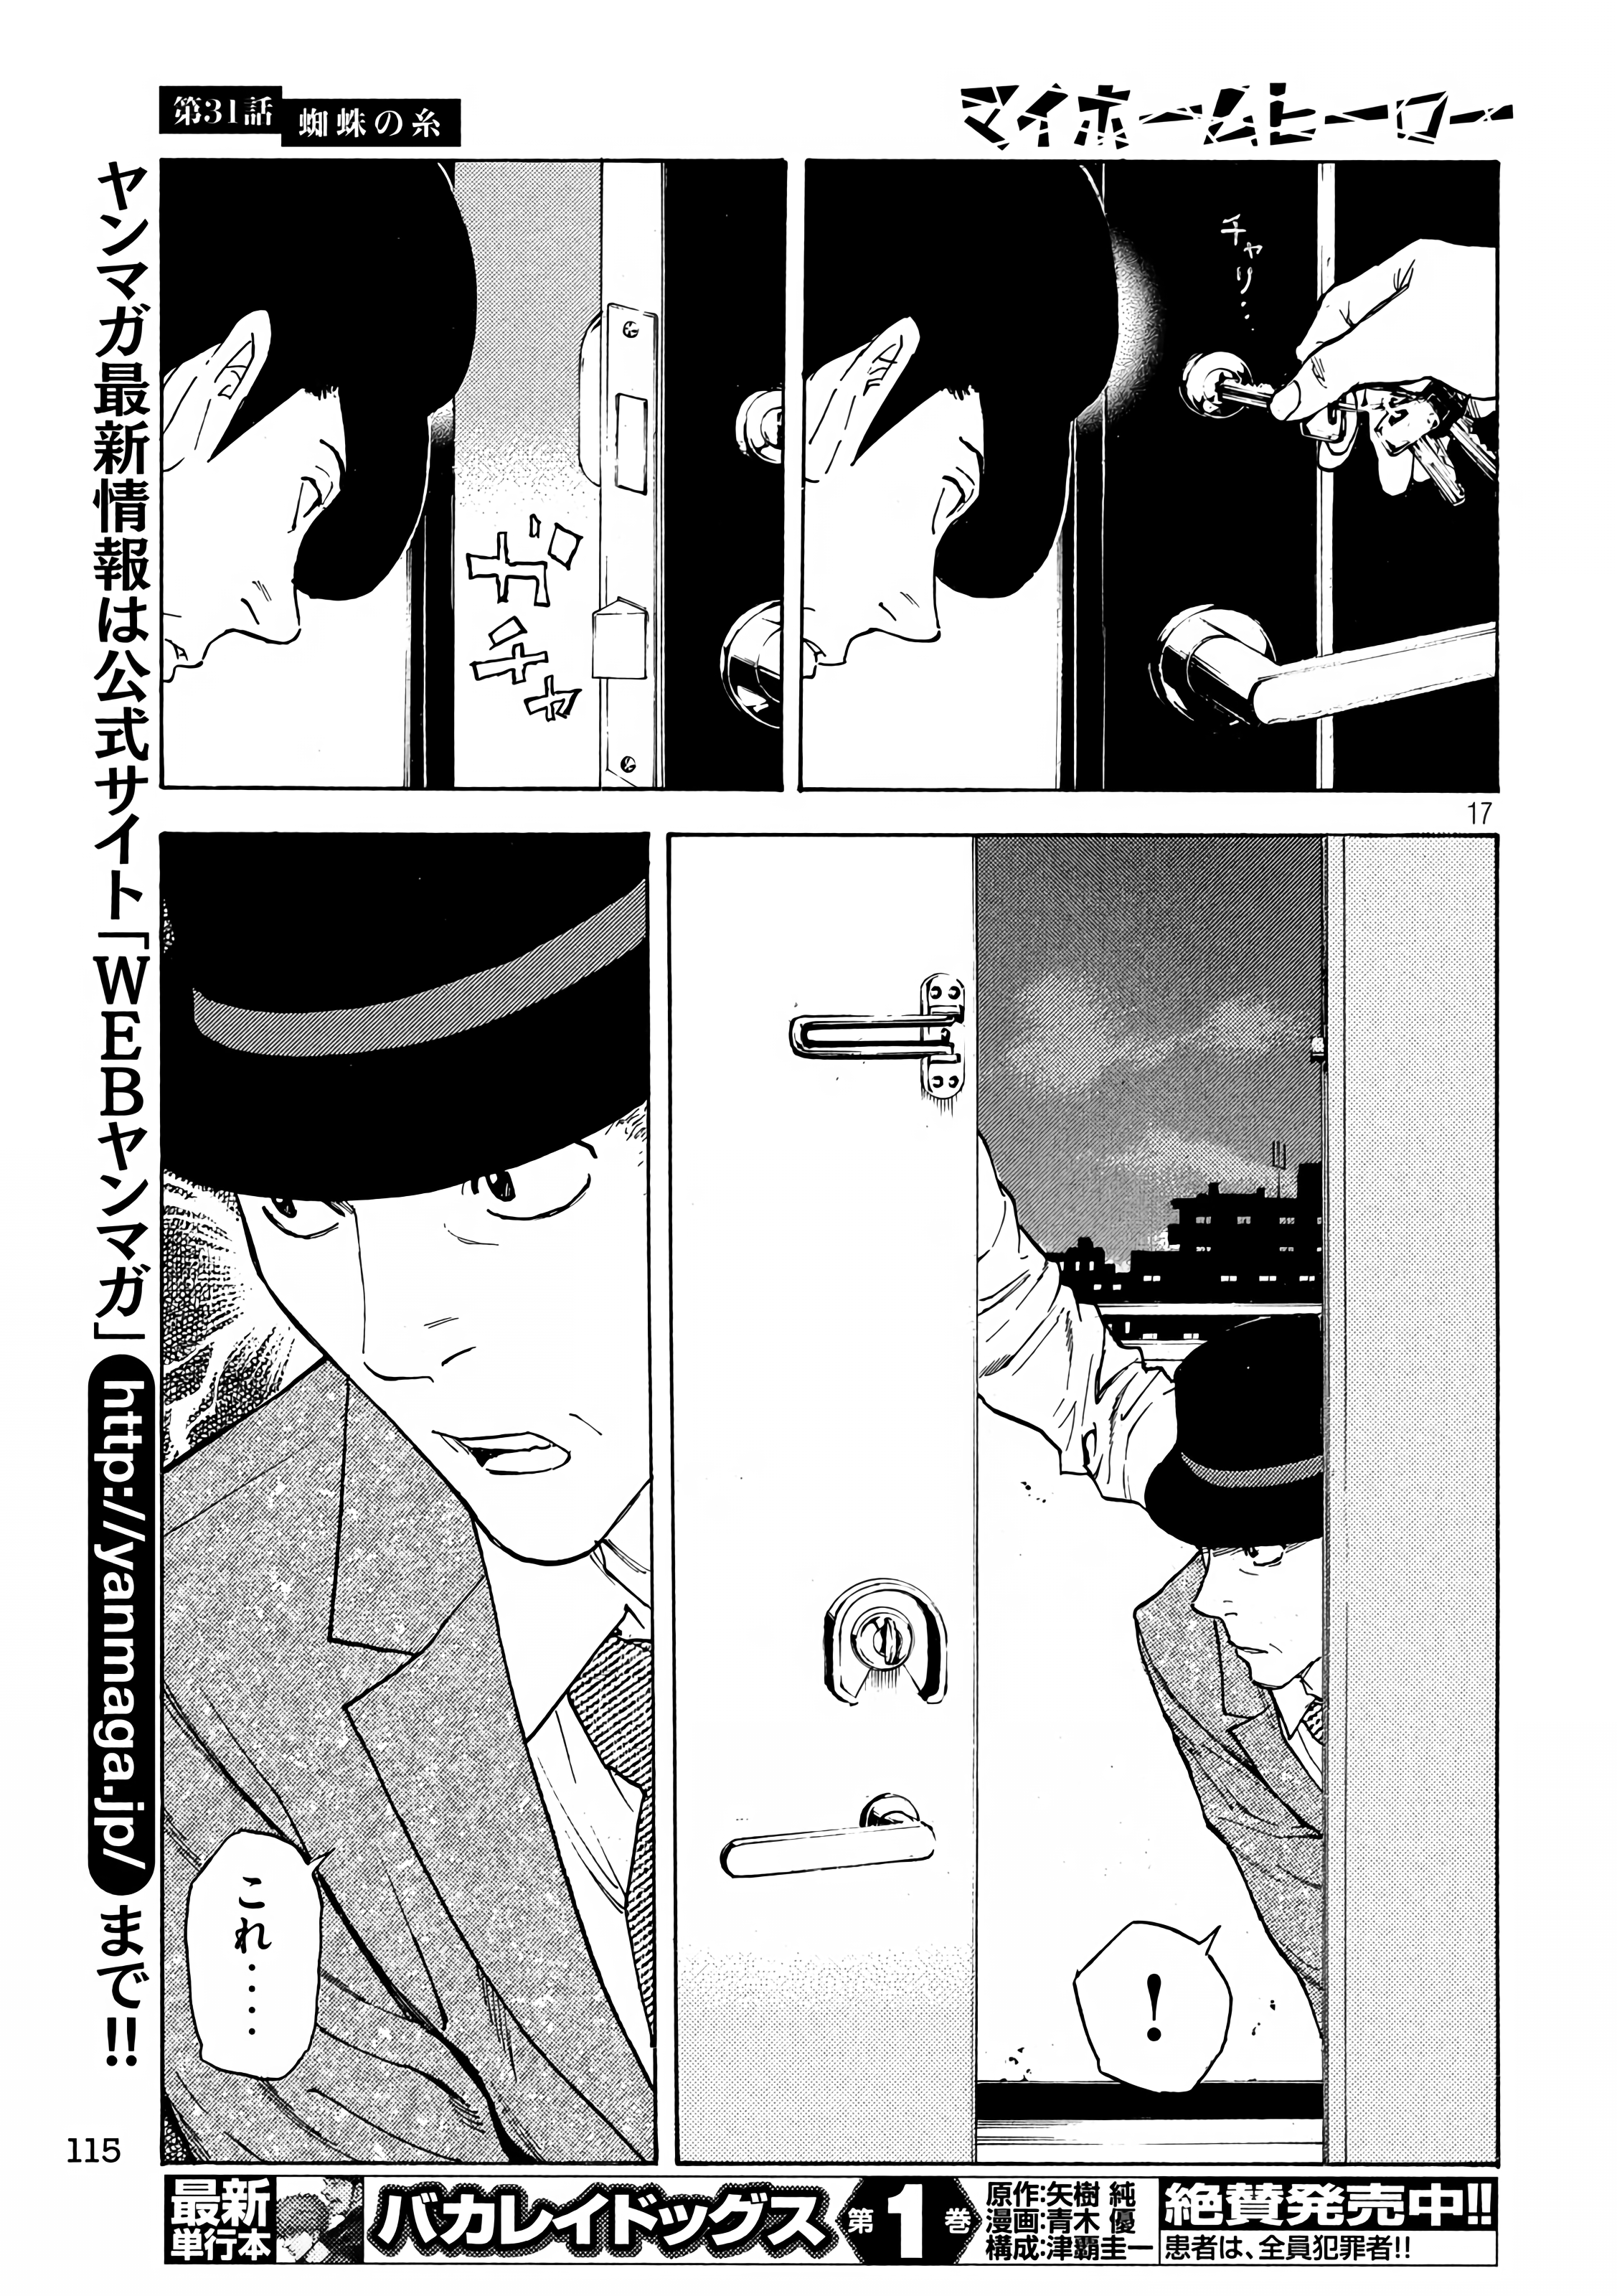 マイホームヒーロー
第31話
蜘蛛の糸
チャリ‥
ガチャ
17
！
これ‥‥‥
ヤンマガ最新情報は公式サイト「WEBヤンマガ」http://yanmaga.jp/まで!!
115
最新
単行本
バカレイドッグス
第1巻
原作:矢樹 純
漫画:青木 優
構成:津覇圭一
絶賛発売中!!
患者は、全員犯罪者!!